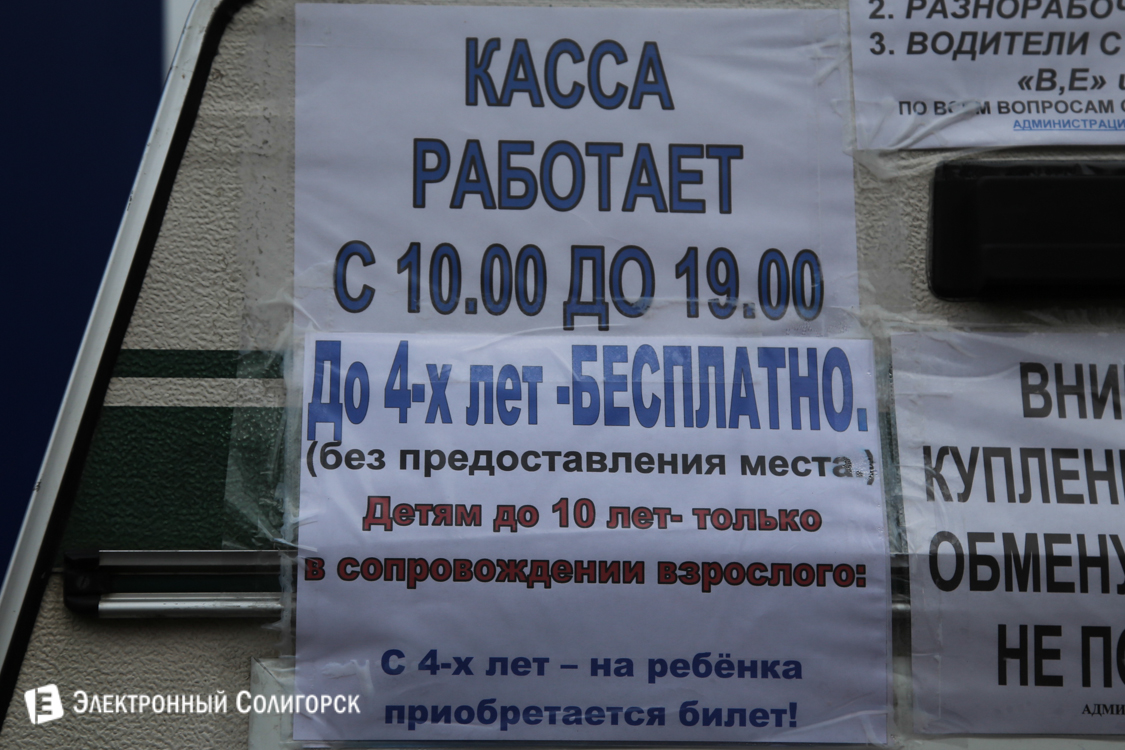 КАССА
РАБОТАЕТ
С 10.00 ДО 19.00
До 4-х лет -БЕСПЛАТНО.
(без предоставления места.)
Детям до 10 лет- только
в сопровождении взрослого:
С 4-х лет – на ребёнка
приобретается билет!
2. РАЗНОРАБОЧ
3. ВОДИТЕЛИ С
«В,Е» и
ПО ВСЕМ ВОПРОСАМ
АДМИНИСТРАЦИ
ВНИ
КУПЛЕН
ОБМЕНУ
НЕ ПО
АДМИ
Электронный Солигорск